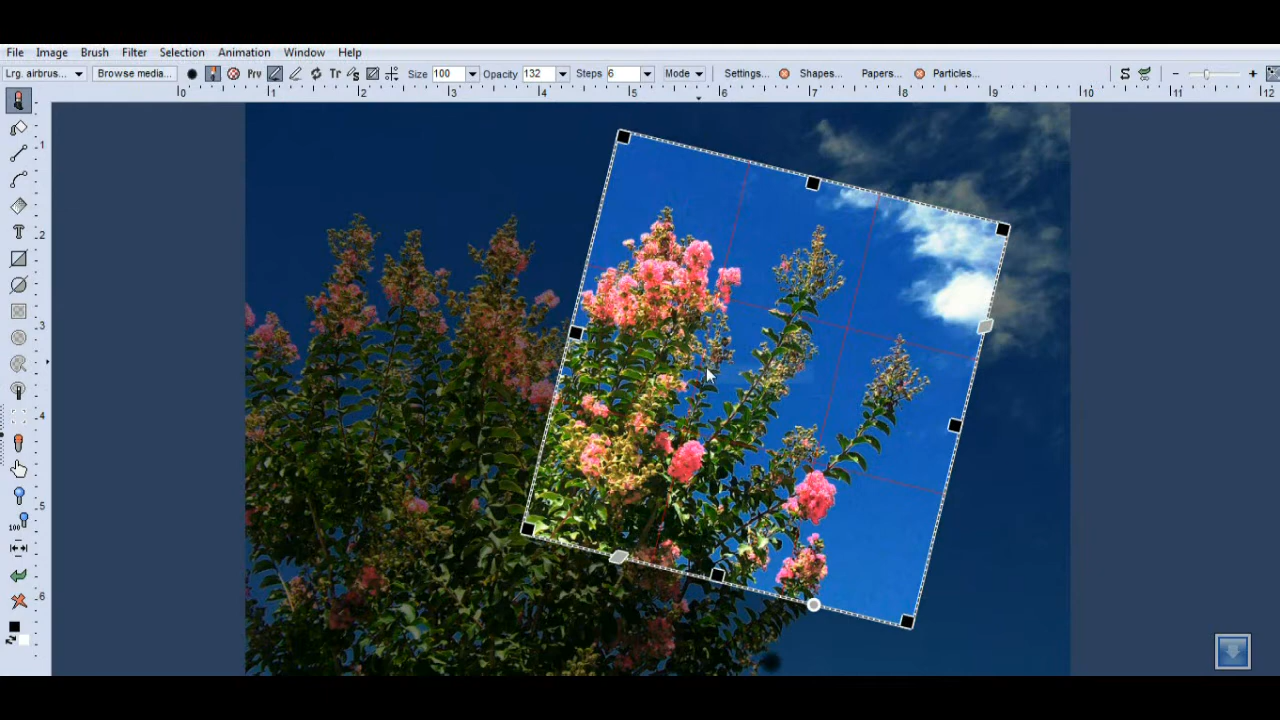 File Image Brush Filter Selection Animation Window Help
Lrg. airbrus... Browse media... Prv Tr Size 100 Opacity 132 Steps 6 Mode Settings... Shapes... Papers... Particles...
0 1 2 3 4 5 6 7 8 9 10 11 12
1
2
3
4
5
100
6